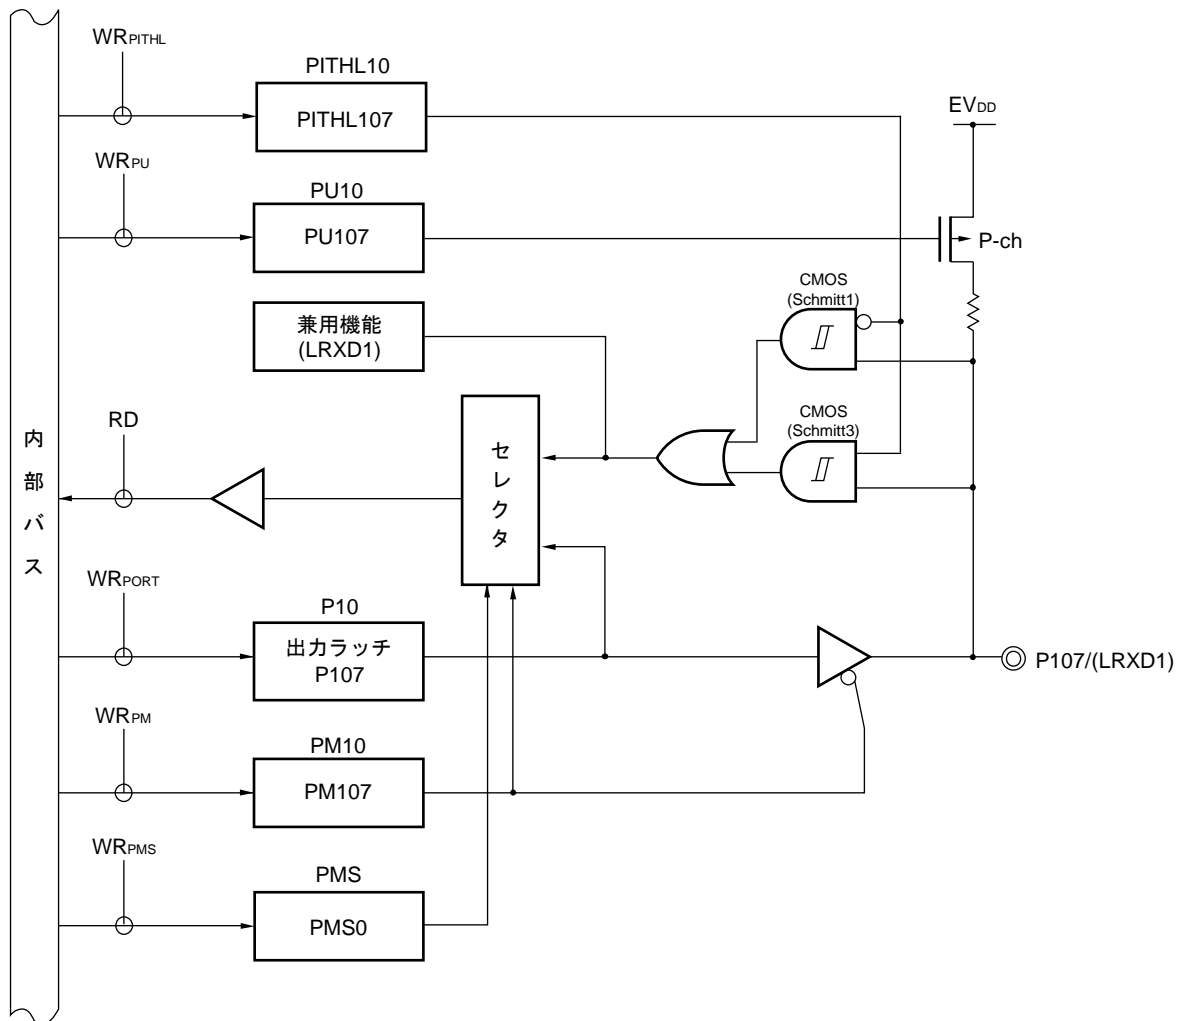 WRPITHL
PITHL10
PITHL107
EVDD
WRPU
PU10
PU107
P-ch
CMOS
(Schmitt1)
兼用機能
(LRXD1)
CMOS
(Schmitt3)
RD
セレクタ
内部バス
WRPORT
P10
出力ラッチ
P107
P107/(LRXD1)
WRPM
PM10
PM107
WRPMS
PMS
PMS0